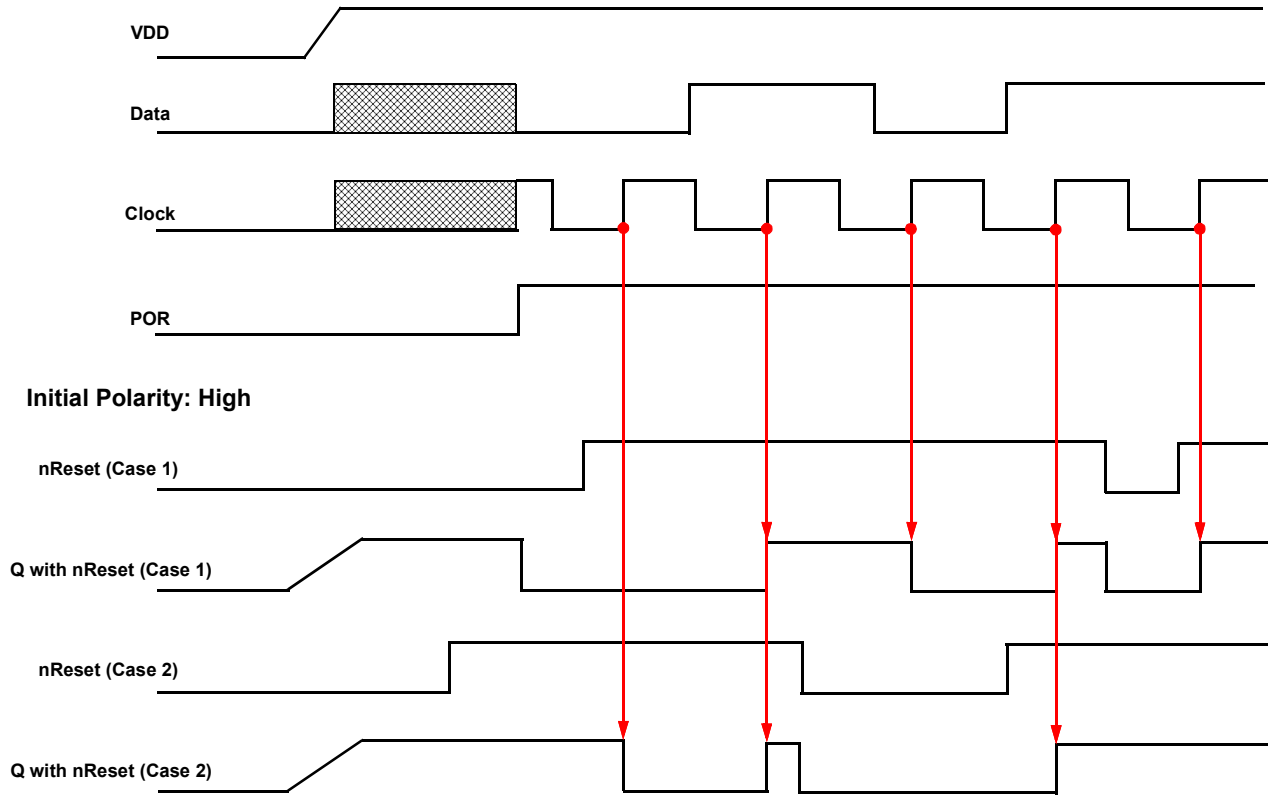 VDD
Data
Clock
POR
Initial Polarity: High
nReset (Case 1)
Q with nReset (Case 1)
nReset (Case 2)
Q with nReset (Case 2)